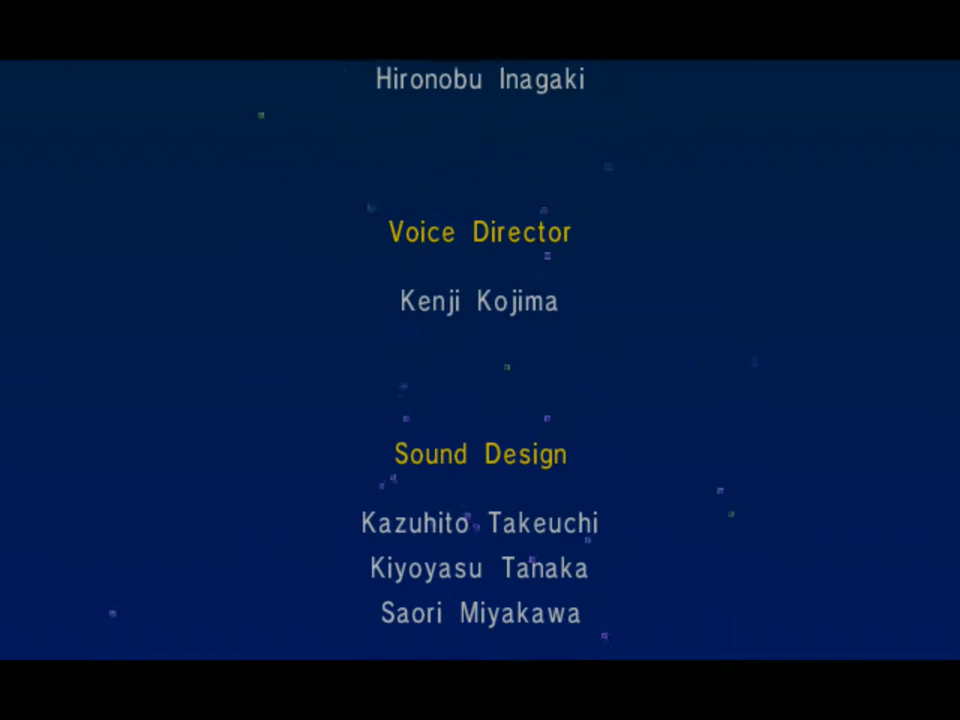 Hironobu Inagaki
Voice Director
Kenji Kojima
Sound Design
Kazuhito Takeuchi
Kiyoyasu Tanaka
Saori Miyakawa